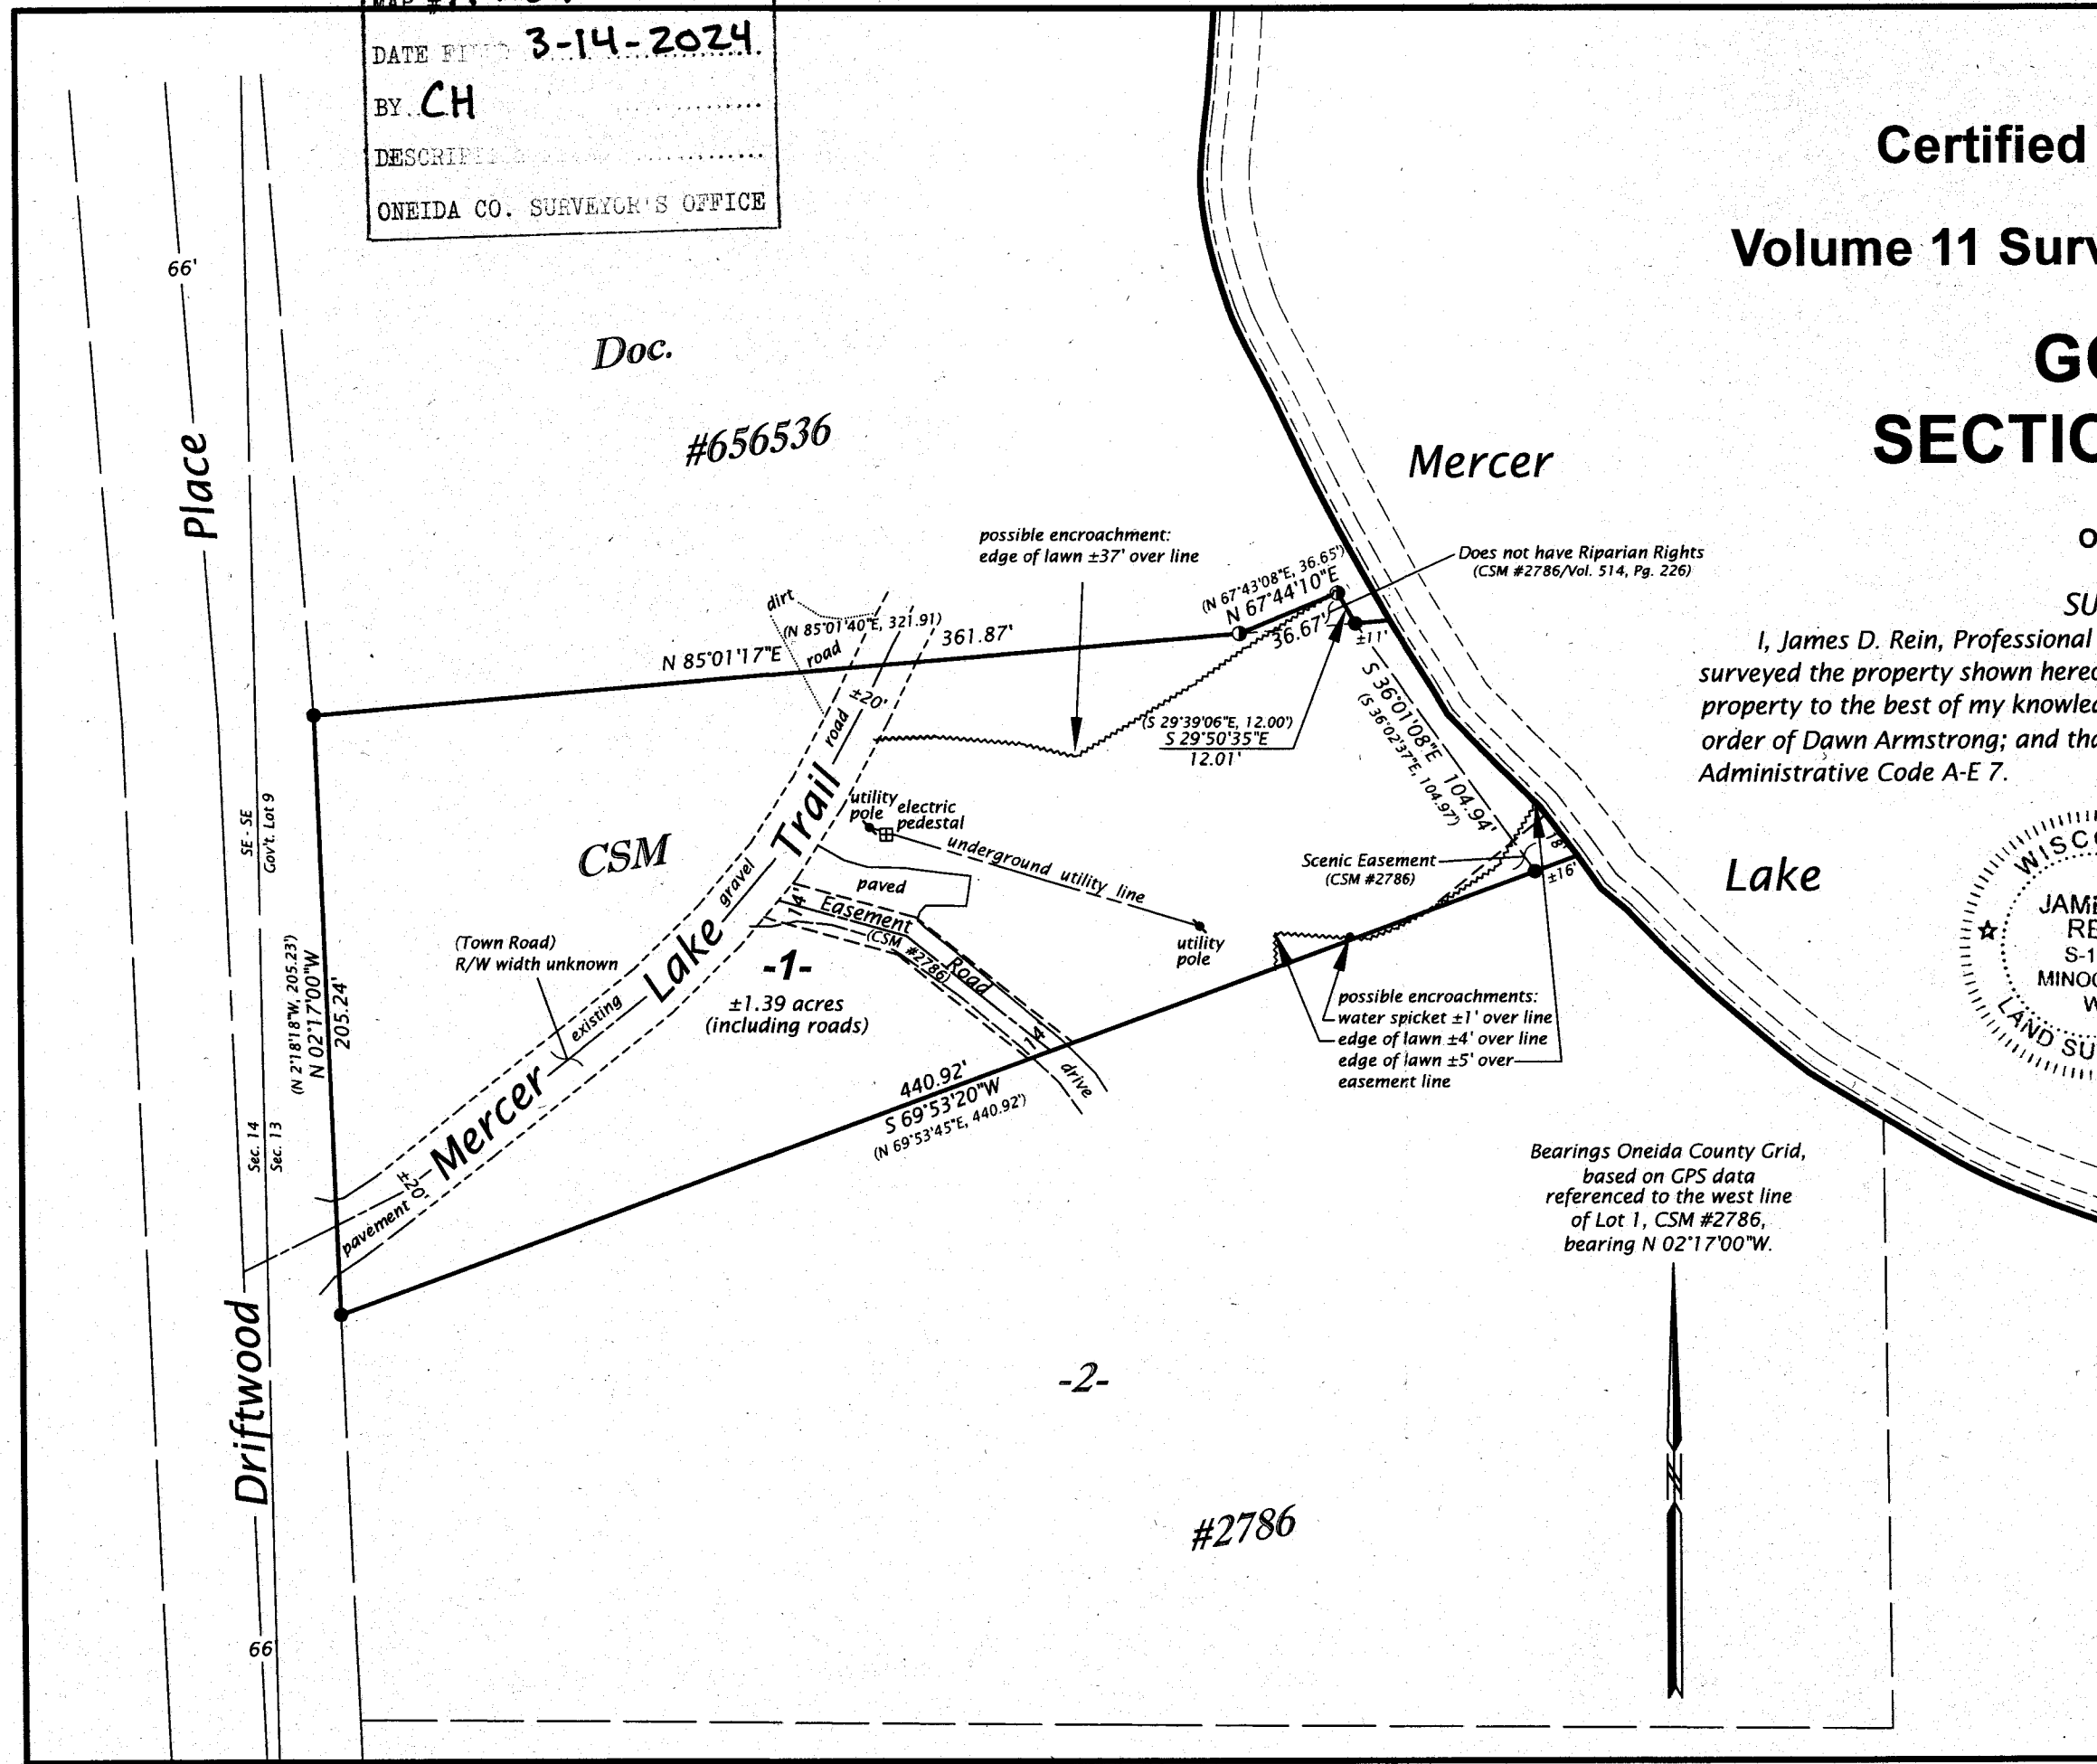 DATE
3-14-2024
BY CH
ONEIDA CO. SURVEYOR'S OFFICE
Certified
Volume 11
66'
Doc.
#656536
Place
Mercer
possible encroachment:
edge of lawn ±37' over line
Does not have Riparian Rights
(CSM #2786/Vol. 514, Pg. 226)
(N 67°43'08"E, 36.65')
N 67°44'10"E
36.67'
±11'
dirt
road
(N 85°01'40"E, 321.91)
N 85°01'17"E
361.87'
±20'
road
I, James D. Rein, Professional
surveyed the property shown
property to the best of my
order of Dawn Armstrong; and
Administrative Code A-E 7.
(S 29°39'06"E, 12.00')
S 29°50'35"E
12.01'
S 36°01'08"E 104.94'
(S 36°02'37"E, 104.97')
SE - SE
Gov't. Lot 9
CSM
utility
pole
electric
pedestal
underground utility line
Scenic Easement
(CSM #2786)
±16'
Lake
paved
Easement
(CSM #2786)
Road
14'
14'
drive
gravel
existing
Mercer Lake Trail
(Town Road)
R/W width unknown
-1-
±1.39 acres
(including roads)
utility
pole
possible encroachments:
water spicket ±1' over line
edge of lawn ±4' over line
edge of lawn ±5' over
easement line
(N 2°18'18"W, 205.23')
N 02°17'00"W
205.24'
440.92'
S 69°53'20"W
(N 69°53'45"E, 440.92')
Sec. 14
Sec. 13
±20'
pavement
Bearings Oneida County Grid,
based on GPS data
referenced to the west line
of Lot 1, CSM #2786,
bearing N 02°17'00"W.
Driftwood
-2-
#2786
66'
N